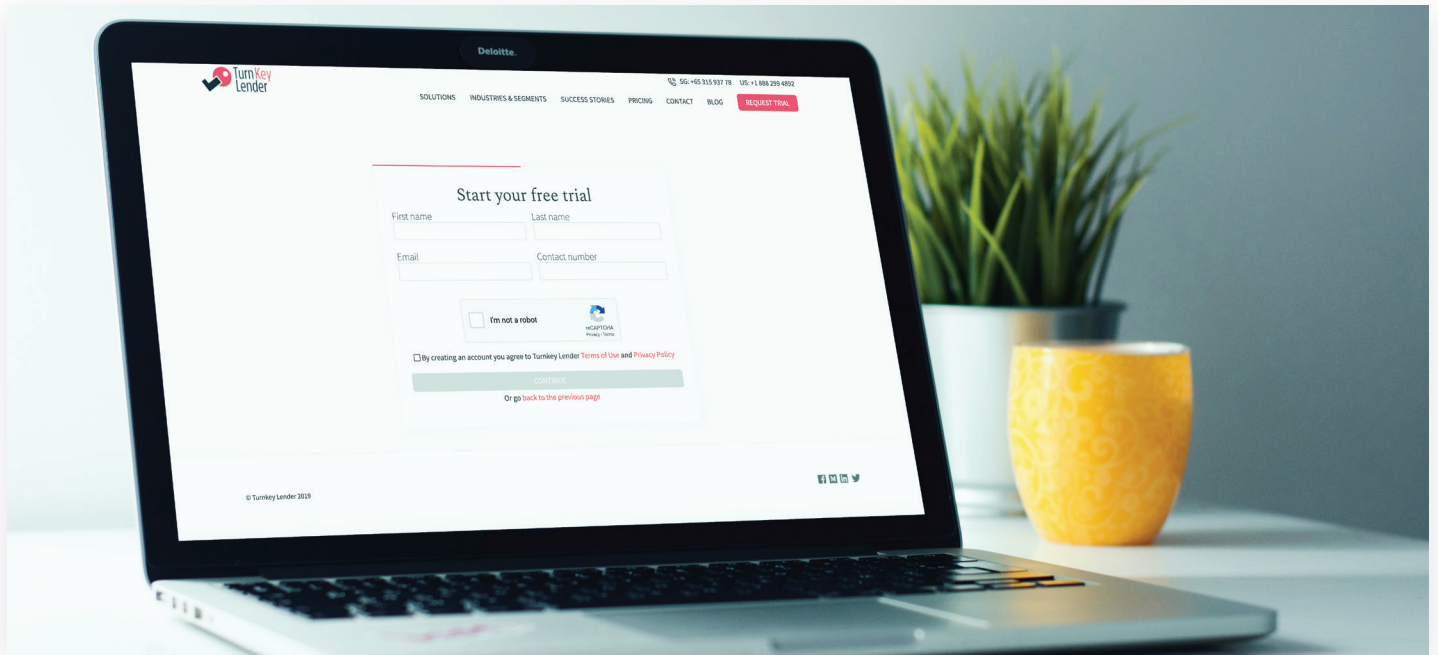 Deloitte.
TurnKey
Lender
SG: +65 315 937 78 US: +1 888 299 4892
SOLUTIONS INDUSTRIES & SEGMENTS SUCCESS STORIES PRICING CONTACT BLOG REQUEST TRIAL
Start your free trial
First name Last name
Email Contact number
I'm not a robot
reCAPTCHA
Privacy - Terms
By creating an account you agree to Turnkey Lender Terms of Use and Privacy Policy
CONTINUE
Or go back to the previous page
© Turnkey Lender 2019